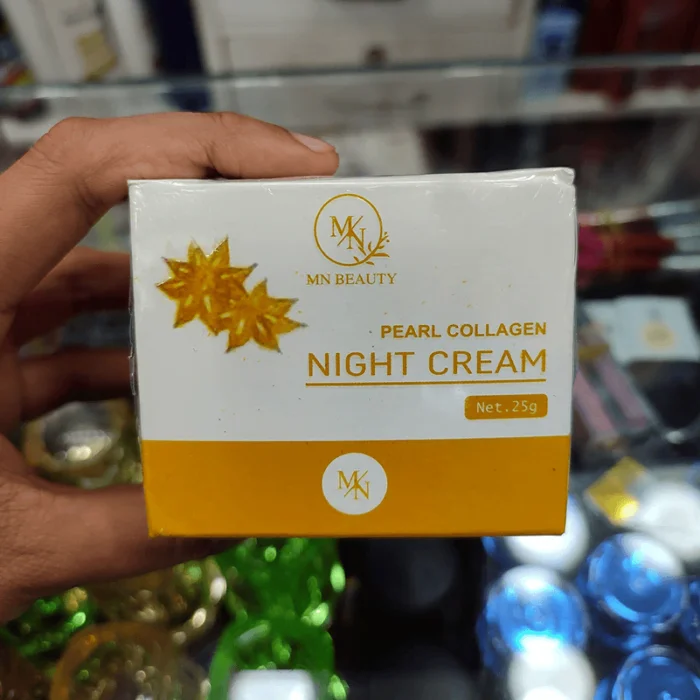 MN
MN BEAUTY
PEARL COLLAGEN
NIGHT CREAM
Net.25g
MN